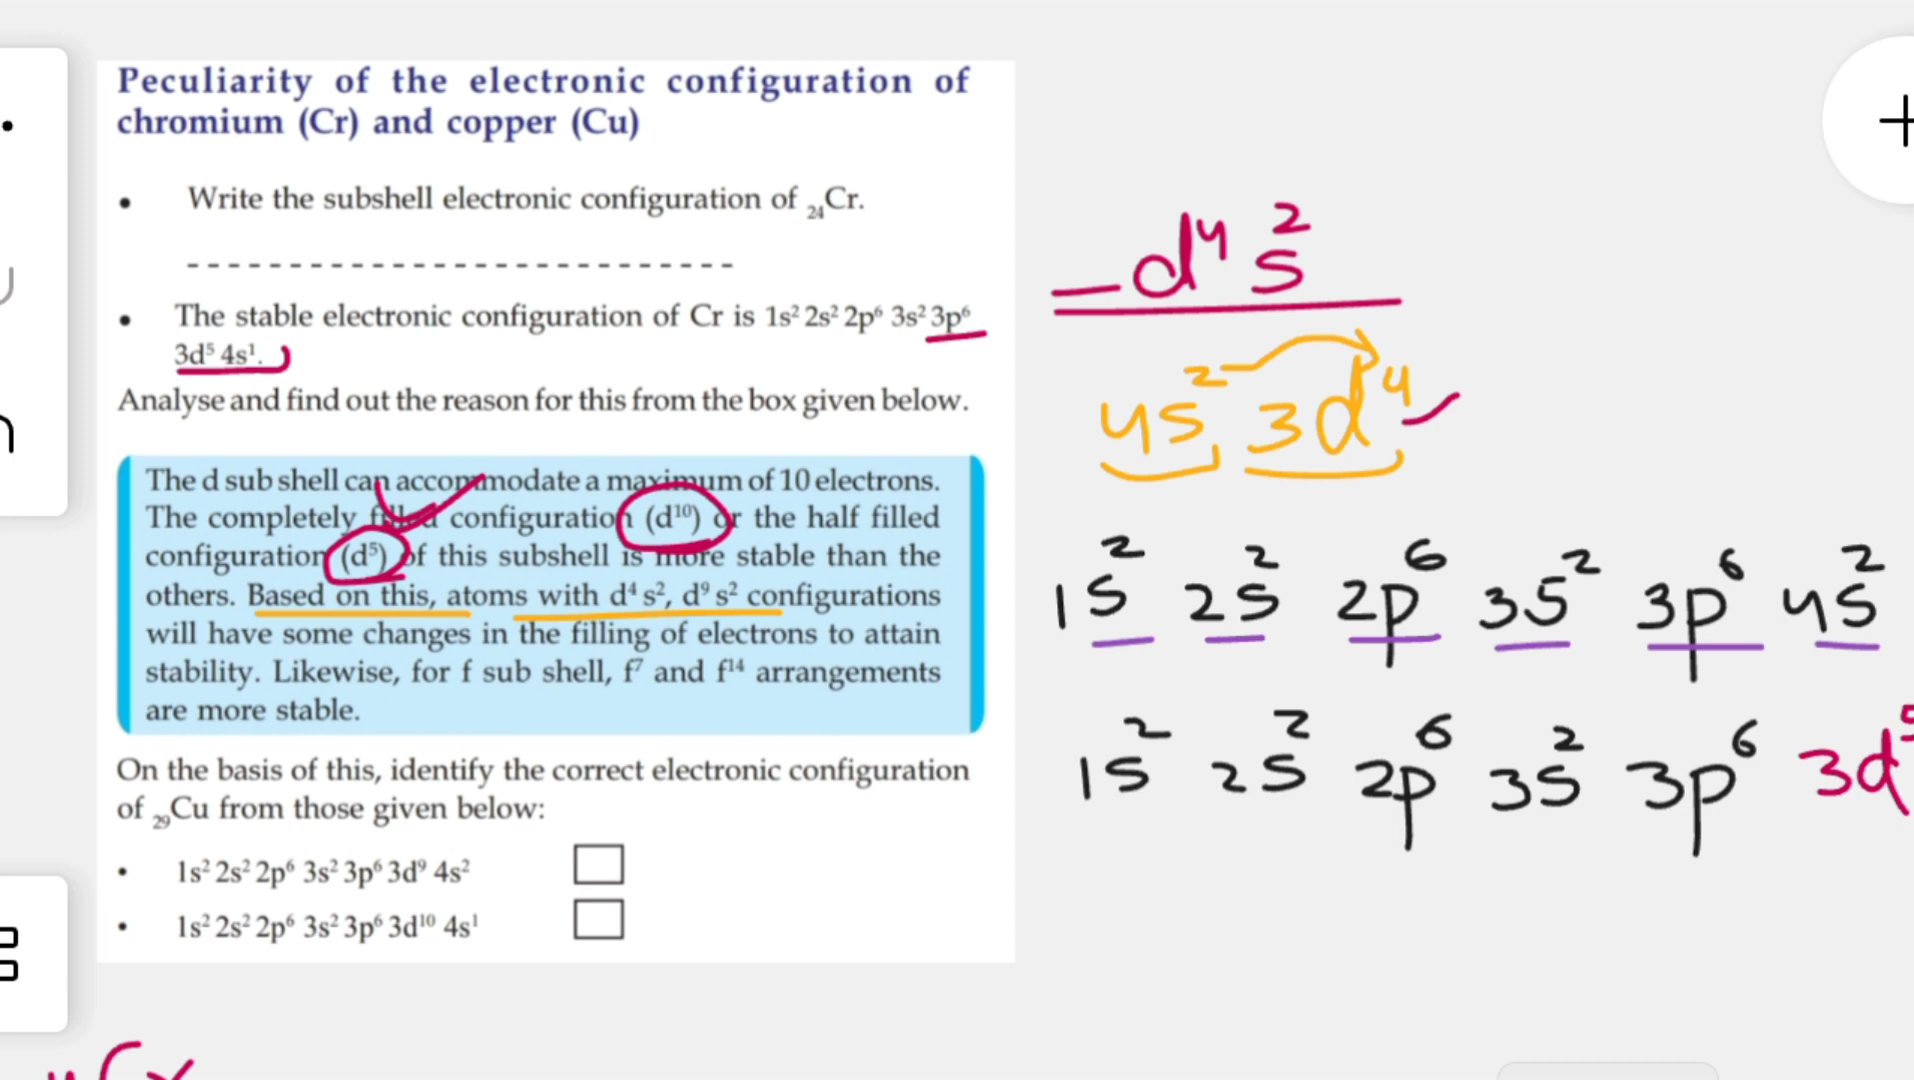 Peculiarity of the electronic configuration of
chromium (Cr) and copper (Cu)
• Write the subshell electronic configuration of ₂₄Cr.
• The stable electronic configuration of Cr is 1s² 2s² 2p⁶ 3s² 3p⁶
3d⁵ 4s¹.
Analyse and find out the reason for this from the box given below.
The d sub shell can accommodate a maximum of 10 electrons.
The completely filled configuration (d¹⁰) or the half filled
configuration (d⁵) of this subshell is more stable than the
others. Based on this, atoms with d⁴ s², d⁹ s² configurations
will have some changes in the filling of electrons to attain
stability. Likewise, for f sub shell, f⁷ and f¹⁴ arrangements
are more stable.
On the basis of this, identify the correct electronic configuration
of ₂₉Cu from those given below:
• 1s² 2s² 2p⁶ 3s² 3p⁶ 3d⁹ 4s²
• 1s² 2s² 2p⁶ 3s² 3p⁶ 3d¹⁰ 4s¹
d⁴ s²
4s² 3d⁴
1s² 2s² 2p⁶ 3s² 3p⁶ 4s²
1s² 2s² 2p⁶ 3s² 3p⁶ 3d⁵